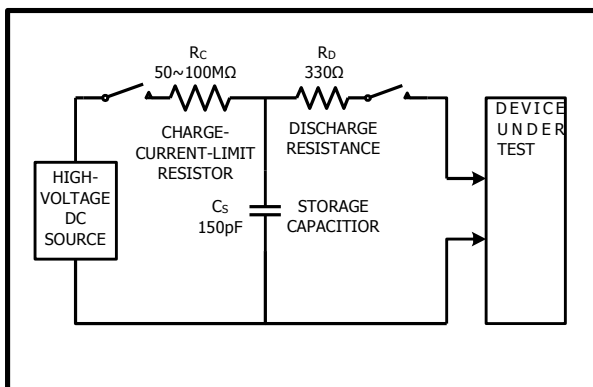 RC
50~100MΩ
RD
330Ω
CHARGE-
CURRENT-LIMIT
RESISTOR
DISCHARGE
RESISTANCE
DEVICE
UNDER
TEST
HIGH-
VOLTAGE
DC
SOURCE
CS
150pF
STORAGE
CAPACITIOR